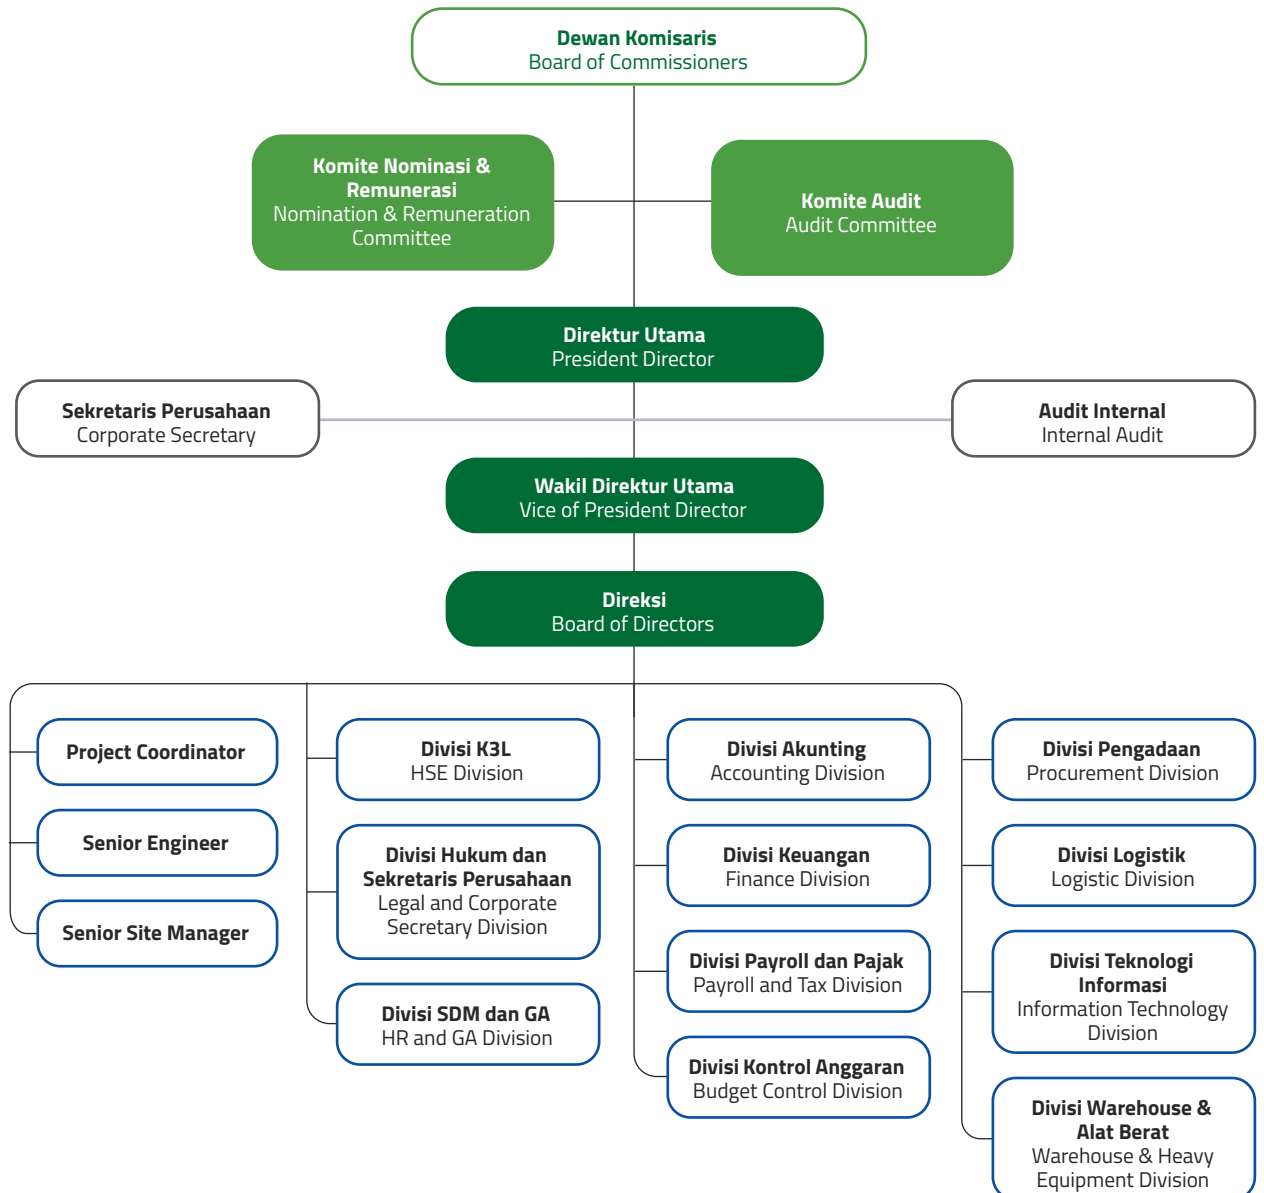 Dewan Komisaris
Board of Commissioners
Komite Nominasi &
Remunerasi
Nomination & Remuneration
Committee
Komite Audit
Audit Committee
Direktur Utama
President Director
Sekretaris Perusahaan
Corporate Secretary
Audit Internal
Internal Audit
Wakil Direktur Utama
Vice of President Director
Direksi
Board of Directors
Project Coordinator
Senior Engineer
Senior Site Manager
Divisi K3L
HSE Division
Divisi Hukum dan
Sekretaris Perusahaan
Legal and Corporate
Secretary Division
Divisi SDM dan GA
HR and GA Division
Divisi Akunting
Accounting Division
Divisi Keuangan
Finance Division
Divisi Payroll dan Pajak
Payroll and Tax Division
Divisi Kontrol Anggaran
Budget Control Division
Divisi Pengadaan
Procurement Division
Divisi Logistik
Logistic Division
Divisi Teknologi
Informasi
Information Technology
Division
Divisi Warehouse &
Alat Berat
Warehouse & Heavy
Equipment Division